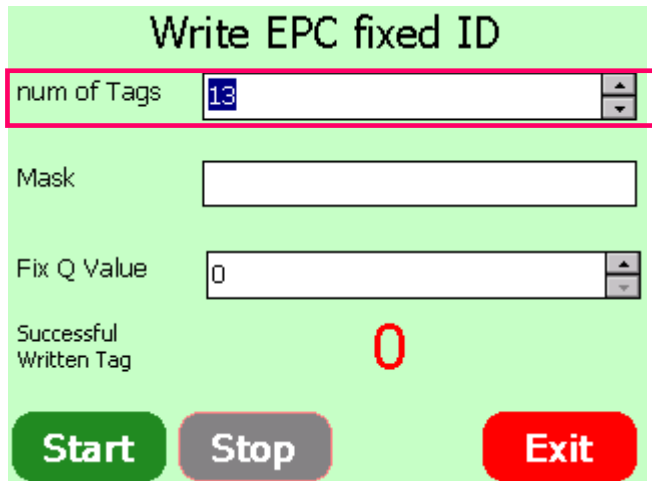 Write EPC fixed ID
num of Tags 13
Mask
Fix Q Value 0
Successful
Written Tag 0
Start Stop Exit